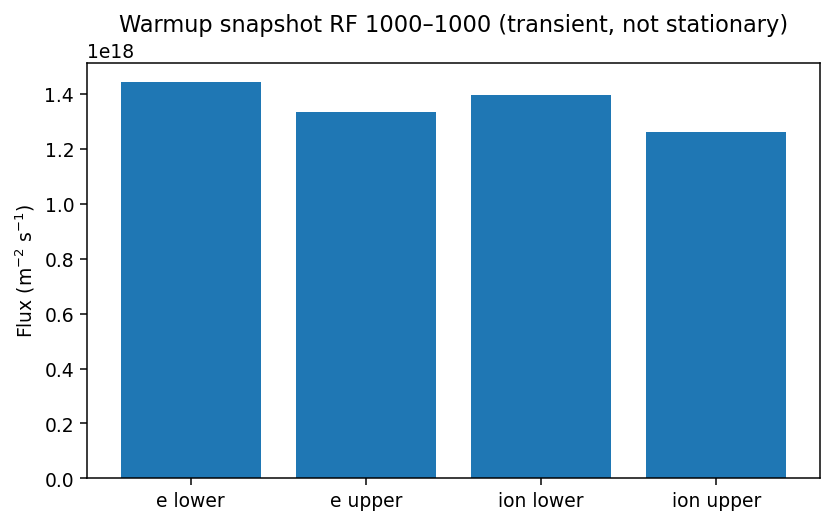 Warmup snapshot RF 1000–1000 (transient, not stationary)
1e18
Flux (m⁻² s⁻¹)
1.4
1.2
1.0
0.8
0.6
0.4
0.2
0.0
e lower
e upper
ion lower
ion upper